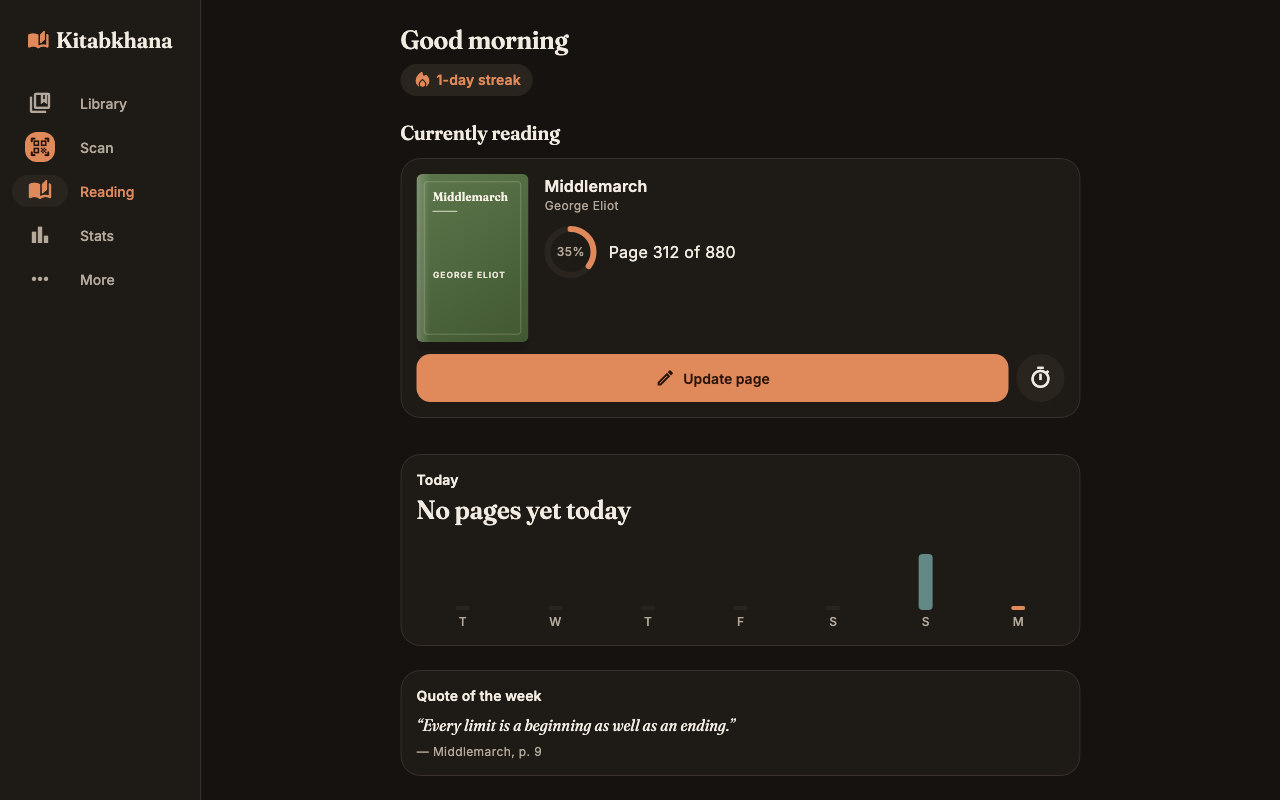 Kitabkhana
Library
Scan
Reading
Stats
More
Good morning
1-day streak
Currently reading
Middlemarch
GEORGE ELIOT
Middlemarch
George Eliot
35%
Page 312 of 880
Update page
Today
No pages yet today
T W T F S S M
Quote of the week
“Every limit is a beginning as well as an ending.”
— Middlemarch, p. 9